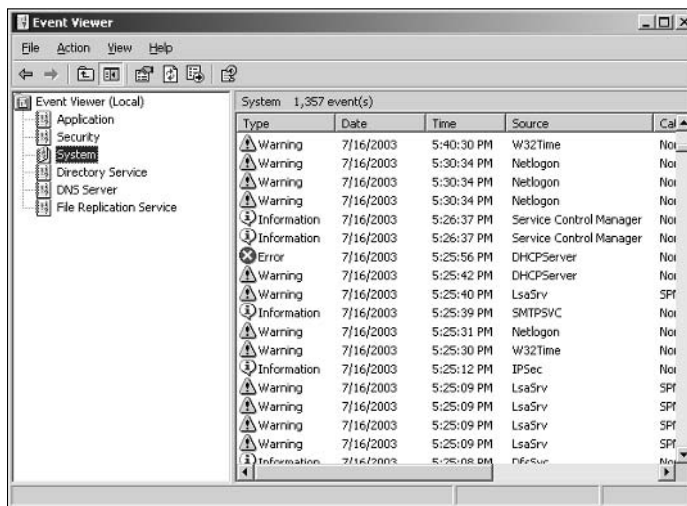 Event Viewer
File Action View Help
Event Viewer (Local)
Application
Security
System
Directory Service
DNS Server
File Replication Service
System 1,357 event(s)
Type Date Time Source
Warning 7/16/2003 5:40:30 PM W32Time
Warning 7/16/2003 5:30:34 PM Netlogon
Warning 7/16/2003 5:30:34 PM Netlogon
Warning 7/16/2003 5:30:34 PM Netlogon
Information 7/16/2003 5:26:37 PM Service Control Manager
Information 7/16/2003 5:26:37 PM Service Control Manager
Error 7/16/2003 5:25:56 PM DHCPServer
Warning 7/16/2003 5:25:42 PM DHCPServer
Warning 7/16/2003 5:25:40 PM LsaSrv
Information 7/16/2003 5:25:39 PM SMTPSVC
Warning 7/16/2003 5:25:31 PM Netlogon
Warning 7/16/2003 5:25:30 PM W32Time
Information 7/16/2003 5:25:12 PM IPSec
Warning 7/16/2003 5:25:09 PM LsaSrv
Warning 7/16/2003 5:25:09 PM LsaSrv
Warning 7/16/2003 5:25:09 PM LsaSrv
Warning 7/16/2003 5:25:09 PM LsaSrv
Information 7/16/2003 5:25:08 PM DfsSvc